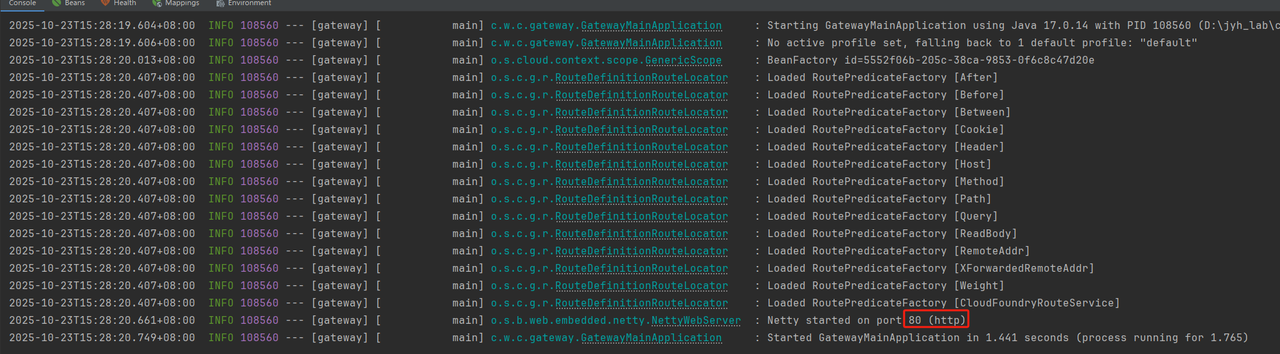 Console Beans Health Mappings Environment
2025-10-23T15:28:19.604+08:00 INFO 108560 --- [gateway] [ main] c.w.c.gateway.GatewayMainApplication : Starting GatewayMainApplication using Java 17.0.14 with PID 108560 (D:\jyh_lab\c
2025-10-23T15:28:19.606+08:00 INFO 108560 --- [gateway] [ main] c.w.c.gateway.GatewayMainApplication : No active profile set, falling back to 1 default profile: "default"
2025-10-23T15:28:20.013+08:00 INFO 108560 --- [gateway] [ main] o.s.cloud.context.scope.GenericScope : BeanFactory id=5552f06b-205c-38ca-9853-0f6c8c47d20e
2025-10-23T15:28:20.407+08:00 INFO 108560 --- [gateway] [ main] o.s.c.g.r.RouteDefinitionRouteLocator : Loaded RoutePredicateFactory [After]
2025-10-23T15:28:20.407+08:00 INFO 108560 --- [gateway] [ main] o.s.c.g.r.RouteDefinitionRouteLocator : Loaded RoutePredicateFactory [Before]
2025-10-23T15:28:20.407+08:00 INFO 108560 --- [gateway] [ main] o.s.c.g.r.RouteDefinitionRouteLocator : Loaded RoutePredicateFactory [Between]
2025-10-23T15:28:20.407+08:00 INFO 108560 --- [gateway] [ main] o.s.c.g.r.RouteDefinitionRouteLocator : Loaded RoutePredicateFactory [Cookie]
2025-10-23T15:28:20.407+08:00 INFO 108560 --- [gateway] [ main] o.s.c.g.r.RouteDefinitionRouteLocator : Loaded RoutePredicateFactory [Header]
2025-10-23T15:28:20.407+08:00 INFO 108560 --- [gateway] [ main] o.s.c.g.r.RouteDefinitionRouteLocator : Loaded RoutePredicateFactory [Host]
2025-10-23T15:28:20.407+08:00 INFO 108560 --- [gateway] [ main] o.s.c.g.r.RouteDefinitionRouteLocator : Loaded RoutePredicateFactory [Method]
2025-10-23T15:28:20.407+08:00 INFO 108560 --- [gateway] [ main] o.s.c.g.r.RouteDefinitionRouteLocator : Loaded RoutePredicateFactory [Path]
2025-10-23T15:28:20.407+08:00 INFO 108560 --- [gateway] [ main] o.s.c.g.r.RouteDefinitionRouteLocator : Loaded RoutePredicateFactory [Query]
2025-10-23T15:28:20.407+08:00 INFO 108560 --- [gateway] [ main] o.s.c.g.r.RouteDefinitionRouteLocator : Loaded RoutePredicateFactory [ReadBody]
2025-10-23T15:28:20.407+08:00 INFO 108560 --- [gateway] [ main] o.s.c.g.r.RouteDefinitionRouteLocator : Loaded RoutePredicateFactory [RemoteAddr]
2025-10-23T15:28:20.407+08:00 INFO 108560 --- [gateway] [ main] o.s.c.g.r.RouteDefinitionRouteLocator : Loaded RoutePredicateFactory [XForwardedRemoteAddr]
2025-10-23T15:28:20.407+08:00 INFO 108560 --- [gateway] [ main] o.s.c.g.r.RouteDefinitionRouteLocator : Loaded RoutePredicateFactory [Weight]
2025-10-23T15:28:20.407+08:00 INFO 108560 --- [gateway] [ main] o.s.c.g.r.RouteDefinitionRouteLocator : Loaded RoutePredicateFactory [CloudFoundryRouteService]
2025-10-23T15:28:20.661+08:00 INFO 108560 --- [gateway] [ main] o.s.b.web.embedded.netty.NettyWebServer : Netty started on port 80 (http)
2025-10-23T15:28:20.749+08:00 INFO 108560 --- [gateway] [ main] c.w.c.gateway.GatewayMainApplication : Started GatewayMainApplication in 1.441 seconds (process running for 1.765)